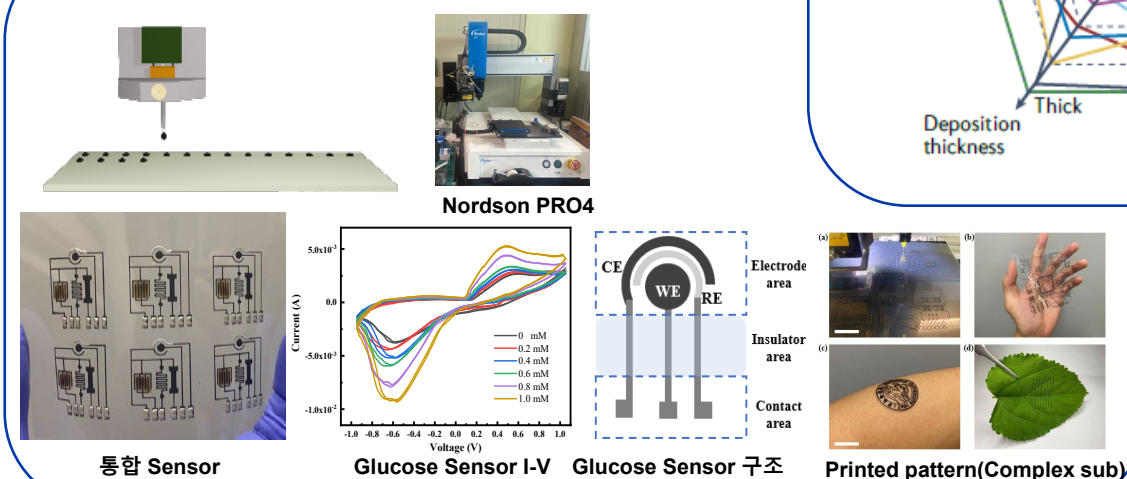 Thick
Deposition
thickness
Nordson PRO4
통합 Sensor
5.0x10⁻³
0.0
-5.0x10⁻³
-1.0x10⁻²
Current (A)
0 mM
0.2 mM
0.4 mM
0.6 mM
0.8 mM
1.0 mM
-1.0 -0.8 -0.6 -0.4 -0.2 0.0 0.2 0.4 0.6 0.8 1.0
Voltage (V)
Glucose Sensor I-V
CE
WE
RE
Electrode
area
Insulator
area
Contact
area
Glucose Sensor 구조
(a)
(b)
(c)
(d)
Printed pattern(Complex sub)